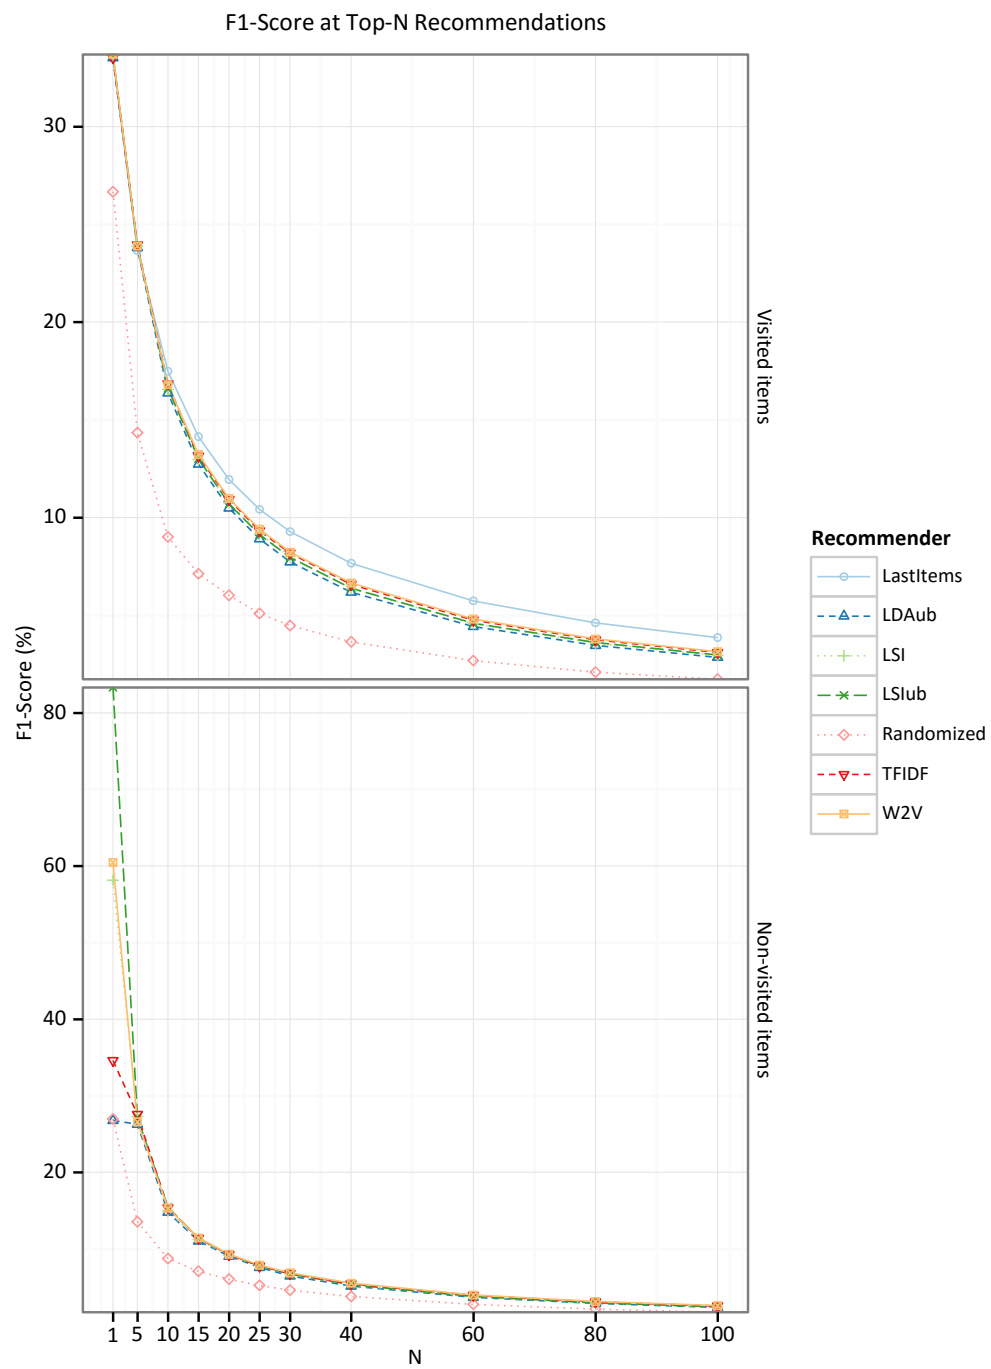 F1-Score at Top-N Recommendations
30
20
10
Visited items
F1-Score (%)
80
60
40
20
Non-visited items
1 5 10 15 20 25 30 40 60 80 100
N
Recommender
LastItems
LDAub
LSI
LSIub
Randomized
TFIDF
W2V